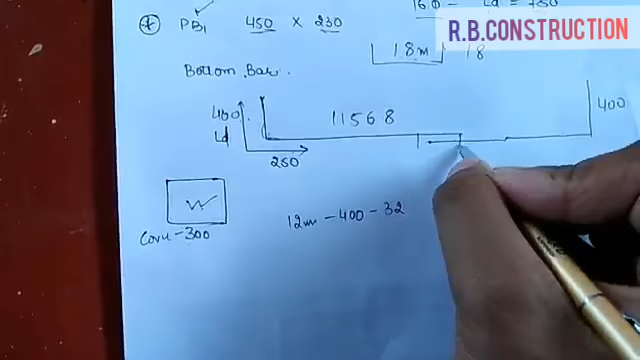 16Φ - Ld = 750
R.B.CONSTRUCTION
* PB1 450 x 230
1.8m 18
Bottom Bar.
400 11568 400
Ld
250
W
Cover-300 12m - 400 - 32